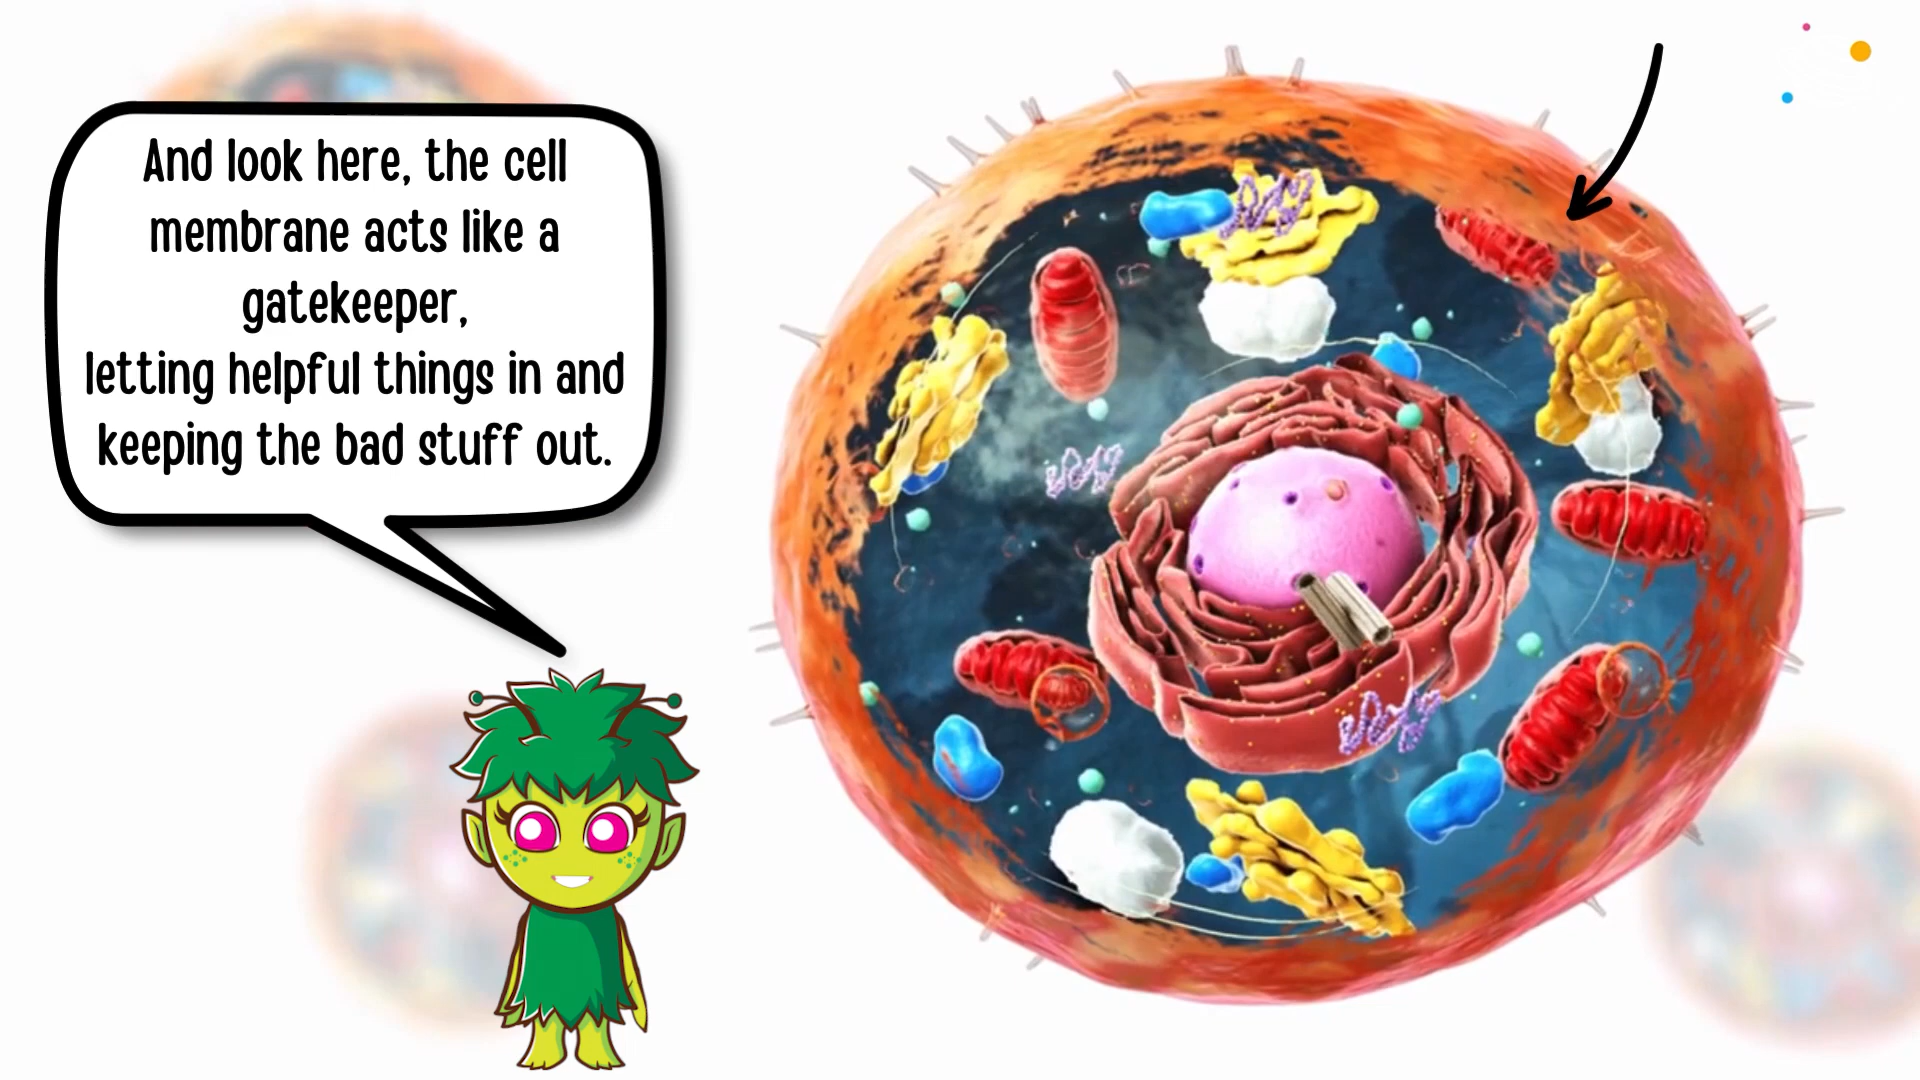 And look here, the cell
membrane acts like a
gatekeeper,
letting helpful things in and
keeping the bad stuff out.